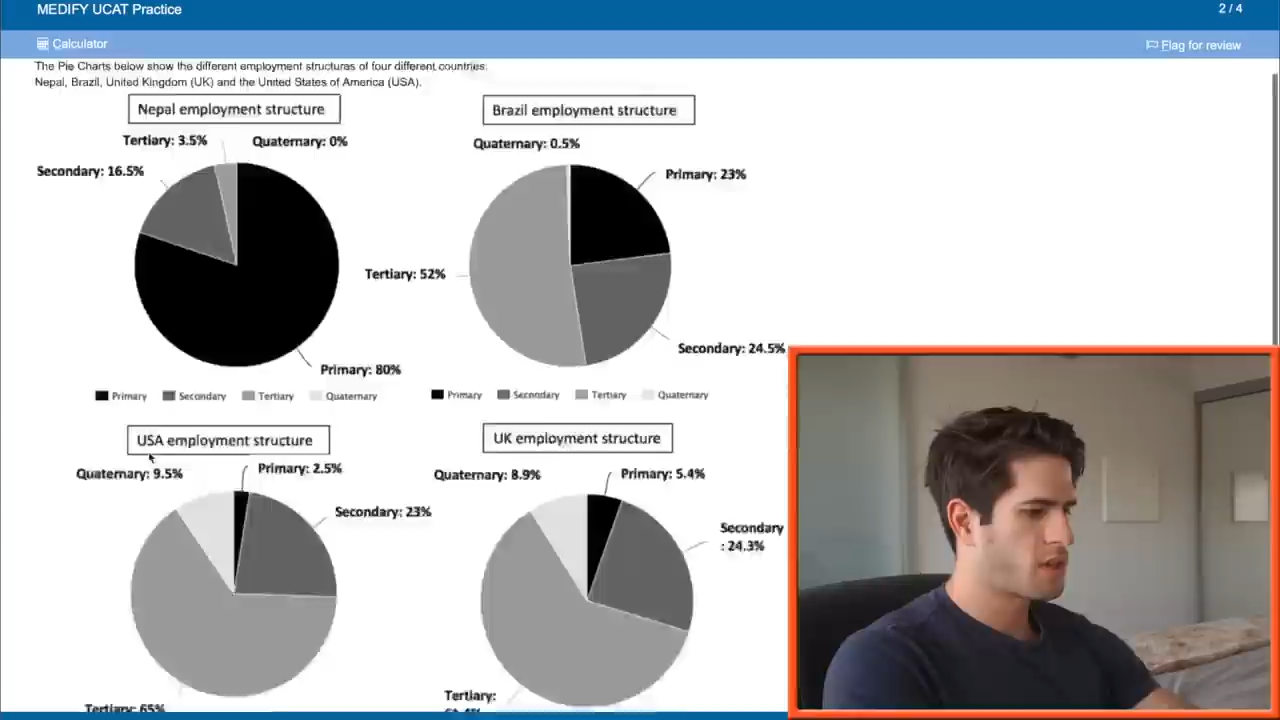 MEDIFY UCAT Practice
2 / 4
Calculator
Flag for review
The Pie Charts below show the different employment structures of four different countries:
Nepal, Brazil, United Kingdom (UK) and the United States of America (USA).
Nepal employment structure
Tertiary: 3.5%
Quaternary: 0%
Secondary: 16.5%
Primary: 80%
Primary
Secondary
Tertiary
Quaternary
Brazil employment structure
Quaternary: 0.5%
Primary: 23%
Tertiary: 52%
Secondary: 24.5%
Primary
Secondary
Tertiary
Quaternary
USA employment structure
Quaternary: 9.5%
Primary: 2.5%
Secondary: 23%
Tertiary: 65%
UK employment structure
Quaternary: 8.9%
Primary: 5.4%
Secondary
: 24.3%
Tertiary: